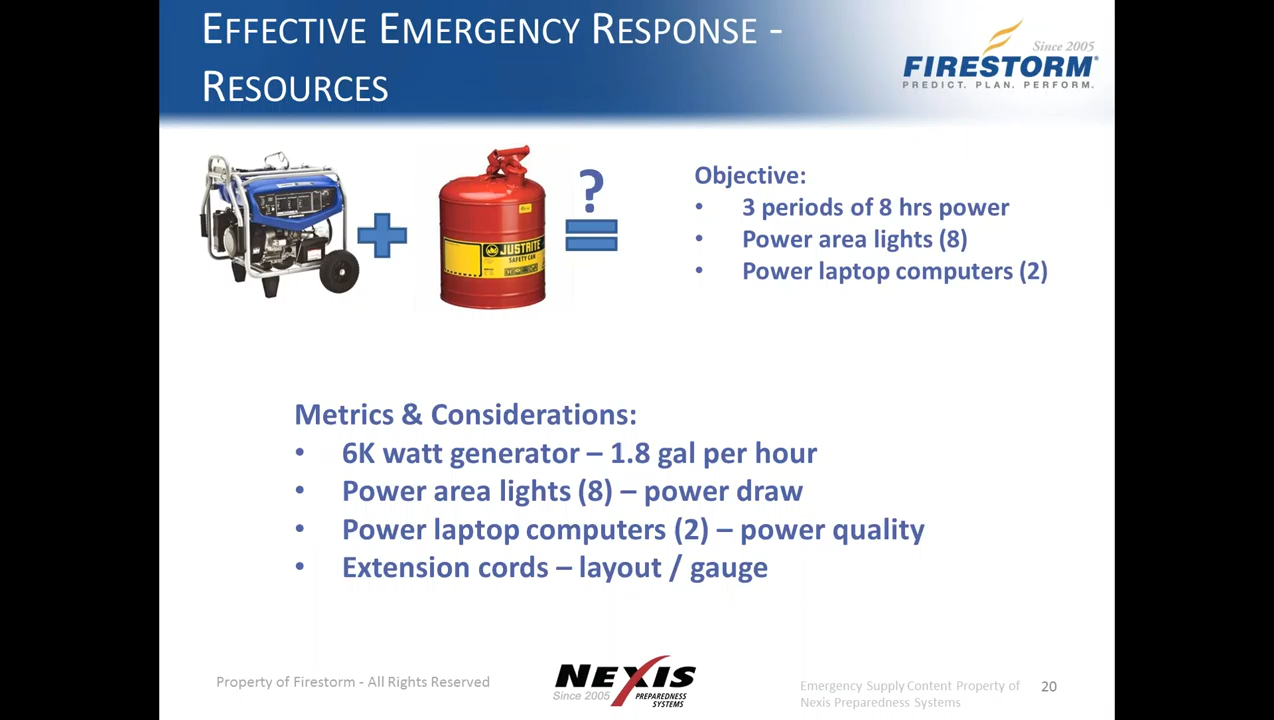 EFFECTIVE EMERGENCY RESPONSE -
RESOURCES
Since 2005
FIRESTORM®
PREDICT. PLAN. PERFORM.
?
JUSTRITE
SAFETY CAN
Objective:
• 3 periods of 8 hrs power
• Power area lights (8)
• Power laptop computers (2)
Metrics & Considerations:
• 6K watt generator – 1.8 gal per hour
• Power area lights (8) – power draw
• Power laptop computers (2) – power quality
• Extension cords – layout / gauge
Property of Firestorm - All Rights Reserved
NEXIS
Since 2005
PREPAREDNESS
SYSTEMS
Emergency Supply Content Property of
Nexis Preparedness Systems
20